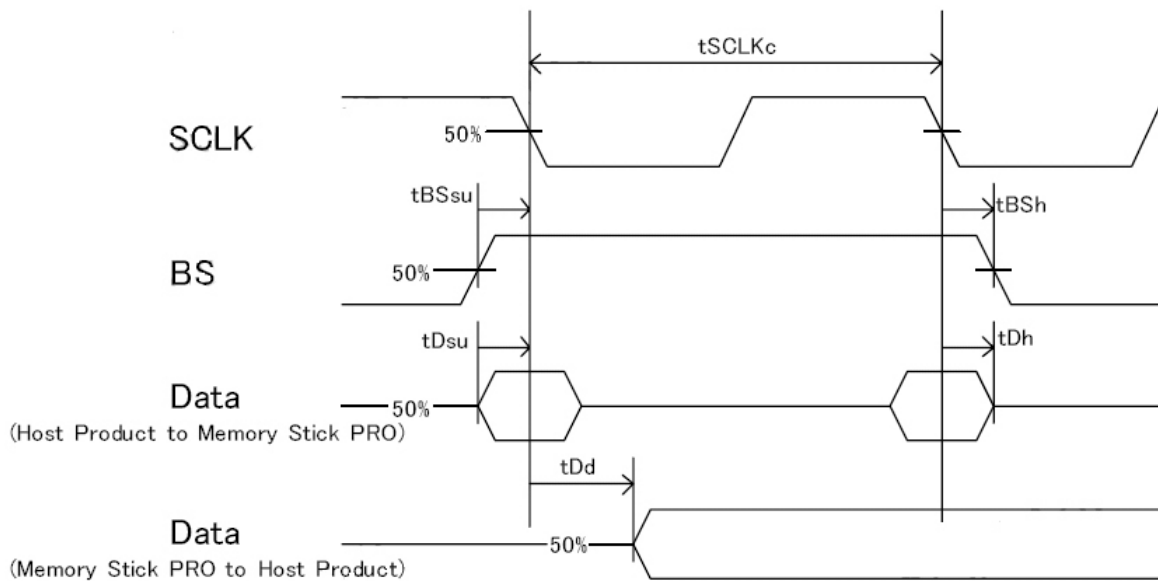 tSCLKc
SCLK
50%
tBSsu
tBSh
BS
50%
tDsu
tDh
Data
50%
(Host Product to Memory Stick PRO)
tDd
Data
50%
(Memory Stick PRO to Host Product)